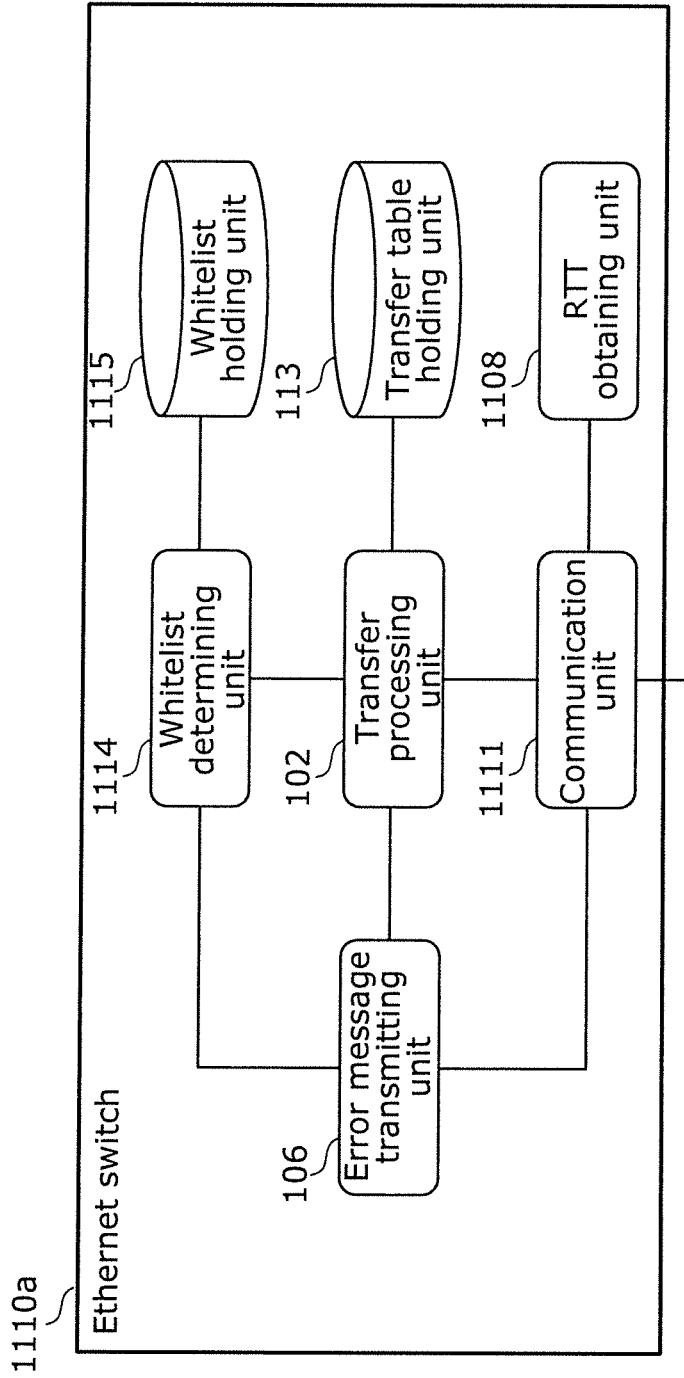 1110a
Ethernet switch
1114
Whitelist
determining
unit
1115
Whitelist
holding unit
106
Error message
transmitting
unit
102
Transfer
processing
unit
113
Transfer table
holding unit
1111
Communication
unit
1108
RTT
obtaining unit